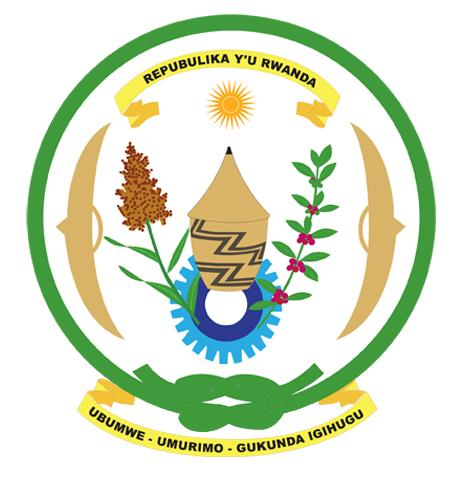 REPUBULIKA Y'U RWANDA
UBUMWE - UMURIMO - GUKUNDA IGIHUGU